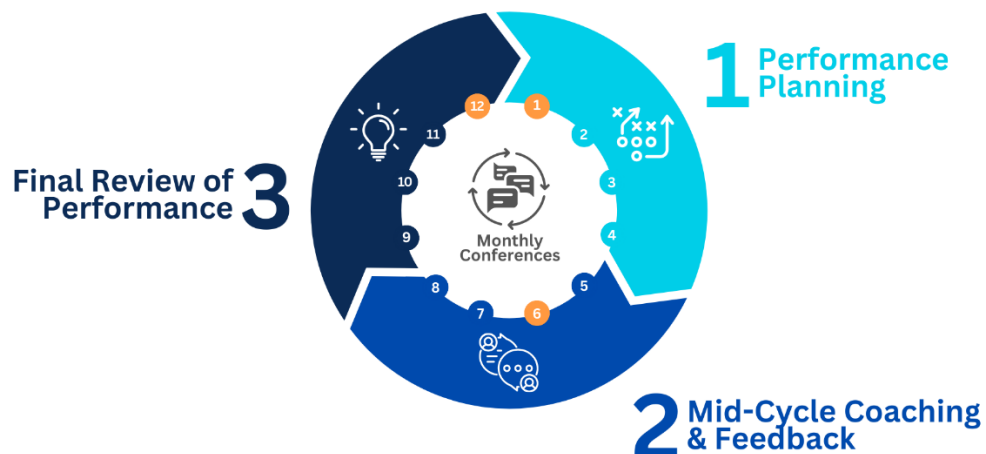 1 Performance
Planning
2 Mid-Cycle Coaching
& Feedback
3 Final Review of
Performance
Monthly
Conferences
1
2
3
4
5
6
7
8
9
10
11
12